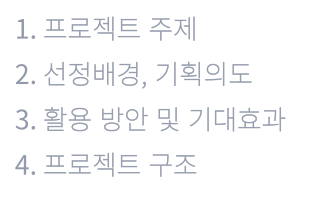 1. 프로젝트 주제
2. 선정배경, 기획의도
3. 활용 방안 및 기대효과
4. 프로젝트 구조